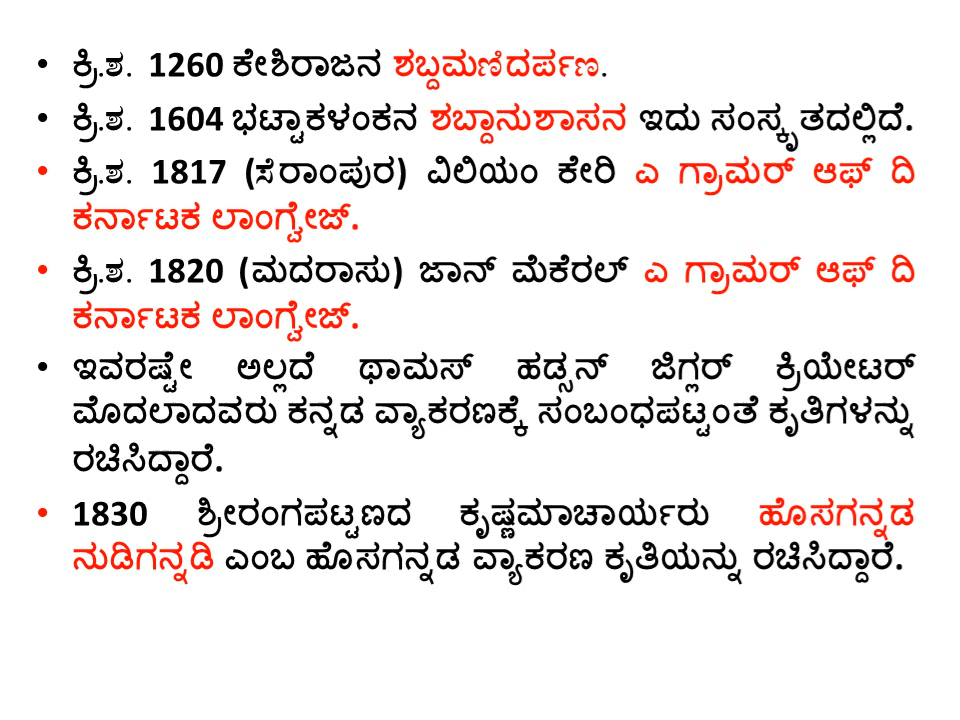 • ಕ್ರಿ.ಶ. 1260 ಕೇಶಿರಾಜನ ಶಬ್ದಮಣಿದರ್ಪಣ.
• ಕ್ರಿ.ಶ. 1604 ಭಟ್ಟಾಕಳಂಕನ ಶಬ್ದಾನುಶಾಸನ ಇದು ಸಂಸ್ಕೃತದಲ್ಲಿದೆ.
• ಕ್ರಿ.ಶ. 1817 (ಸೆರಾಂಪುರ) ವಿಲಿಯಂ ಕೇರಿ ಎ ಗ್ರಾಮರ್ ಆಫ್ ದಿ
ಕರ್ನಾಟಕ ಲಾಂಗ್ವೇಜ್.
• ಕ್ರಿ.ಶ. 1820 (ಮದರಾಸು) ಜಾನ್ ಮೆಕೆರಲ್ ಎ ಗ್ರಾಮರ್ ಆಫ್ ದಿ
ಕರ್ನಾಟಕ ಲಾಂಗ್ವೇಜ್.
• ಇವರಷ್ಟೇ ಅಲ್ಲದೆ ಥಾಮಸ್ ಹಡ್ಸನ್ ಜಿಗ್ಲರ್ ಕ್ರಿಯೇಟರ್
ಮೊದಲಾದವರು ಕನ್ನಡ ವ್ಯಾಕರಣಕ್ಕೆ ಸಂಬಂಧಪಟ್ಟಂತೆ ಕೃತಿಗಳನ್ನು
ರಚಿಸಿದ್ದಾರೆ.
• 1830 ಶ್ರೀರಂಗಪಟ್ಟಣದ ಕೃಷ್ಣಮಾಚಾರ್ಯರು ಹೊಸಗನ್ನಡ
ನುಡಿಗನ್ನಡಿ ಎಂಬ ಹೊಸಗನ್ನಡ ವ್ಯಾಕರಣ ಕೃತಿಯನ್ನು ರಚಿಸಿದ್ದಾರೆ.